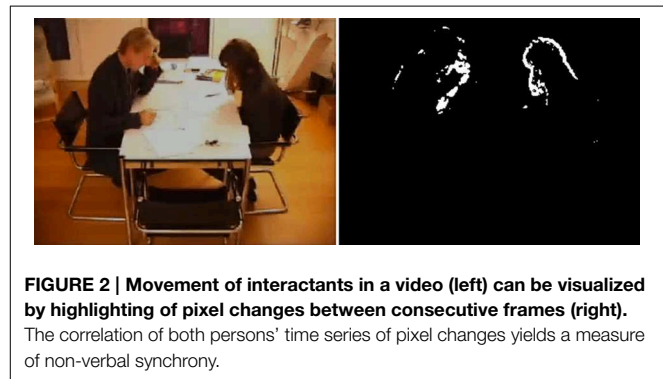 FIGURE 2 | Movement of interactants in a video (left) can be visualized
by highlighting of pixel changes between consecutive frames (right).
The correlation of both persons’ time series of pixel changes yields a measure
of non-verbal synchrony.